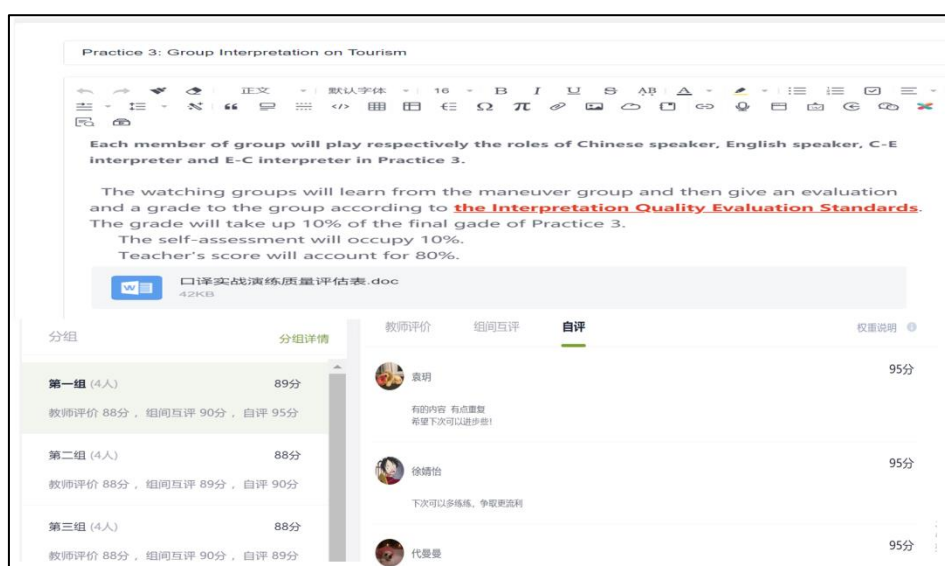 Practice 3: Group Interpretation on Tourism
正文 默认字体 16 B I U S AB A
Each member of group will play respectively the roles of Chinese speaker, English speaker, C-E
interpreter and E-C interpreter in Practice 3.
The watching groups will learn from the maneuver group and then give an evaluation
and a grade to the group according to the Interpretation Quality Evaluation Standards.
The grade will take up 10% of the final gade of Practice 3.
The self-assessment will occupy 10%.
Teacher's score will account for 80%.
W
口译实战演练质量评估表.doc
42KB
分组 分组详情
第一组 (4人) 89分
教师评价 88分 ，组间互评 90分 ，自评 95分
第二组 (4人) 88分
教师评价 88分 ，组间互评 89分 ，自评 90分
第三组 (4人) 88分
教师评价 88分 ，组间互评 90分 ，自评 89分
教师评价 组间互评 自评 权重说明
袁玥 95分
有的内容 有点重复
希望下次可以进步些!
徐婧怡 95分
下次可以多练练，争取更流利
代曼曼 95分